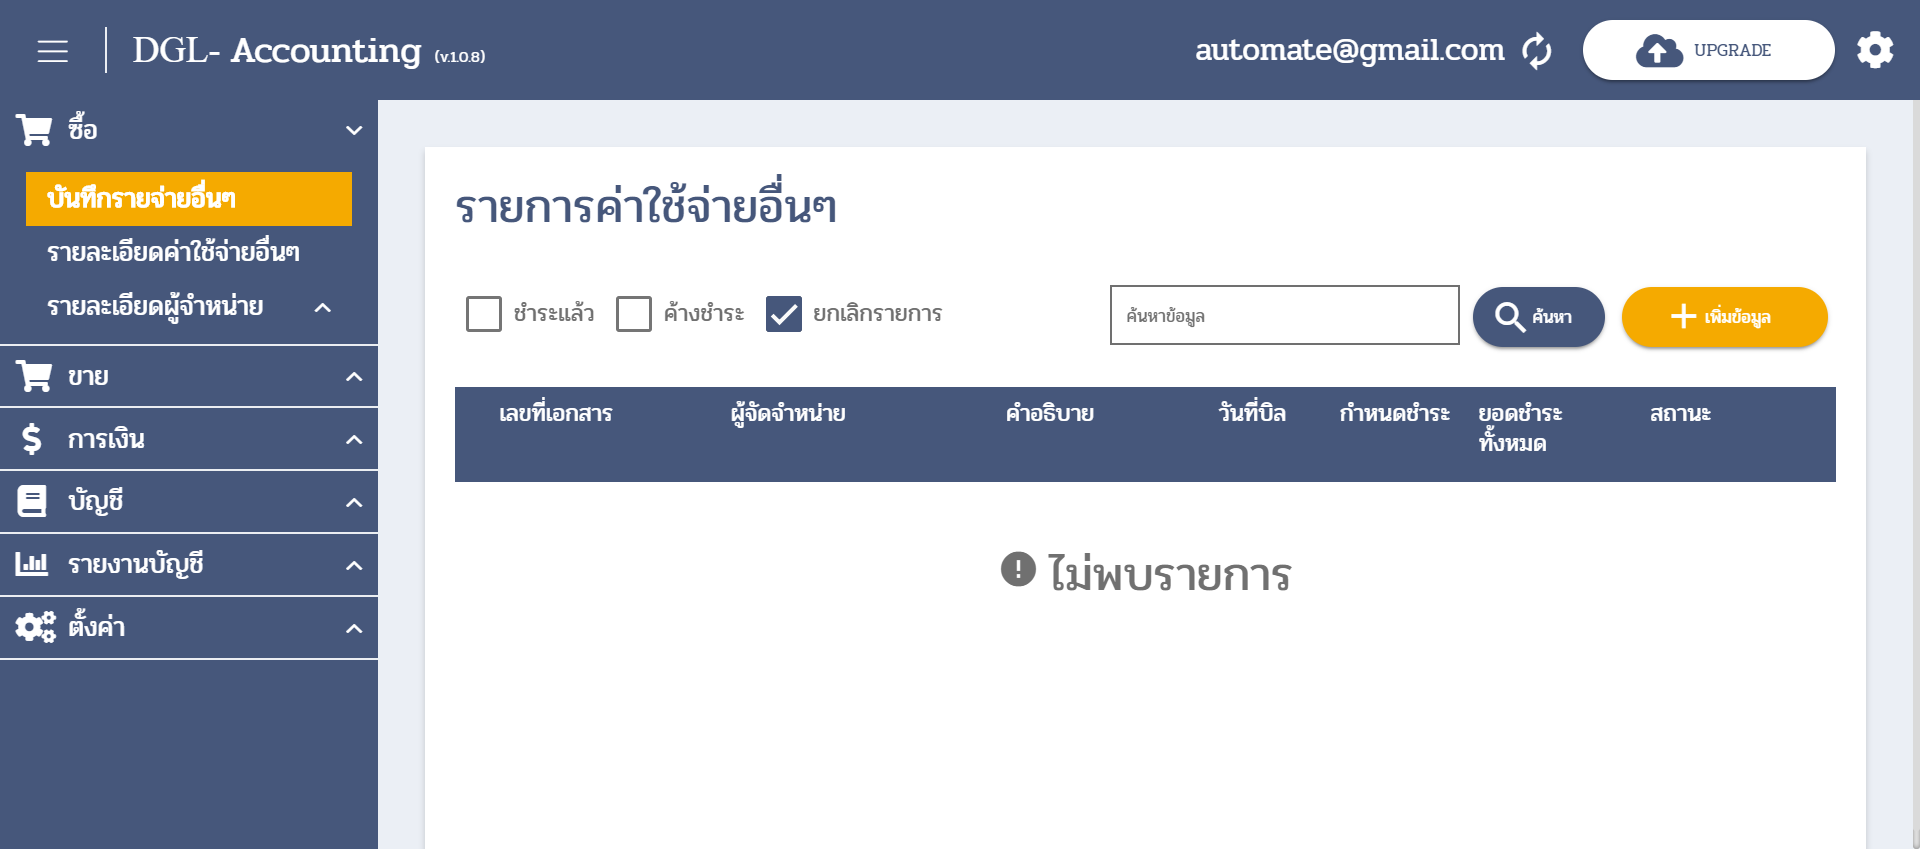 DGL- Accounting (v.1.0.8)
automate@gmail.com
UPGRADE
ซื้อ
บันทึกรายจ่ายอื่นๆ
รายละเอียดค่าใช้จ่ายอื่นๆ
รายละเอียดผู้จำหน่าย
ขาย
การเงิน
บัญชี
รายงานบัญชี
ตั้งค่า
รายการค่าใช้จ่ายอื่นๆ
ชำระแล้ว ค้างชำระ ยกเลิกรายการ
ค้นหาข้อมูล
ค้นหา
เพิ่มข้อมูล
เลขที่เอกสาร ผู้จัดจำหน่าย คำอธิบาย วันที่บิล กำหนดชำระ ยอดชำระ สถานะ
ทั้งหมด
ไม่พบรายการ